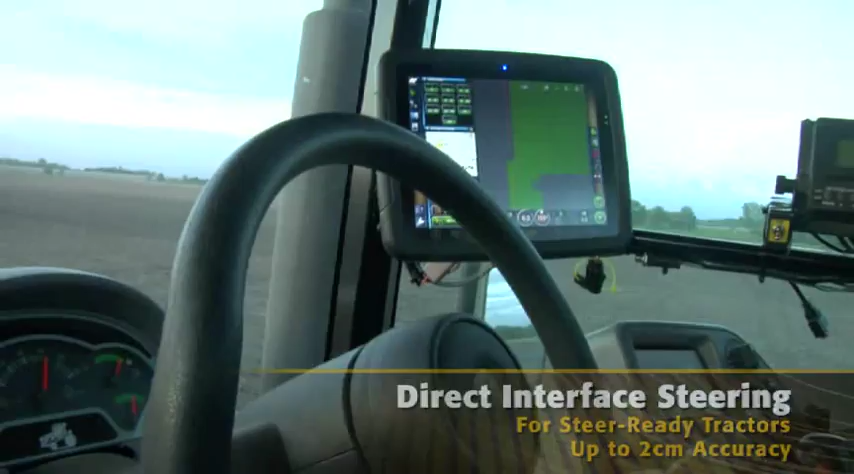 Direct Interface Steering
For Steer-Ready Tractors
Up to 2cm Accuracy